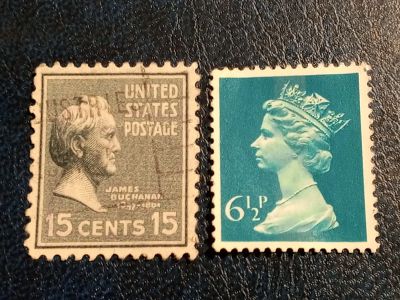 UNITED
STATES
POSTAGE
JAMES
BUCHANAN
15 CENTS 15
6½P